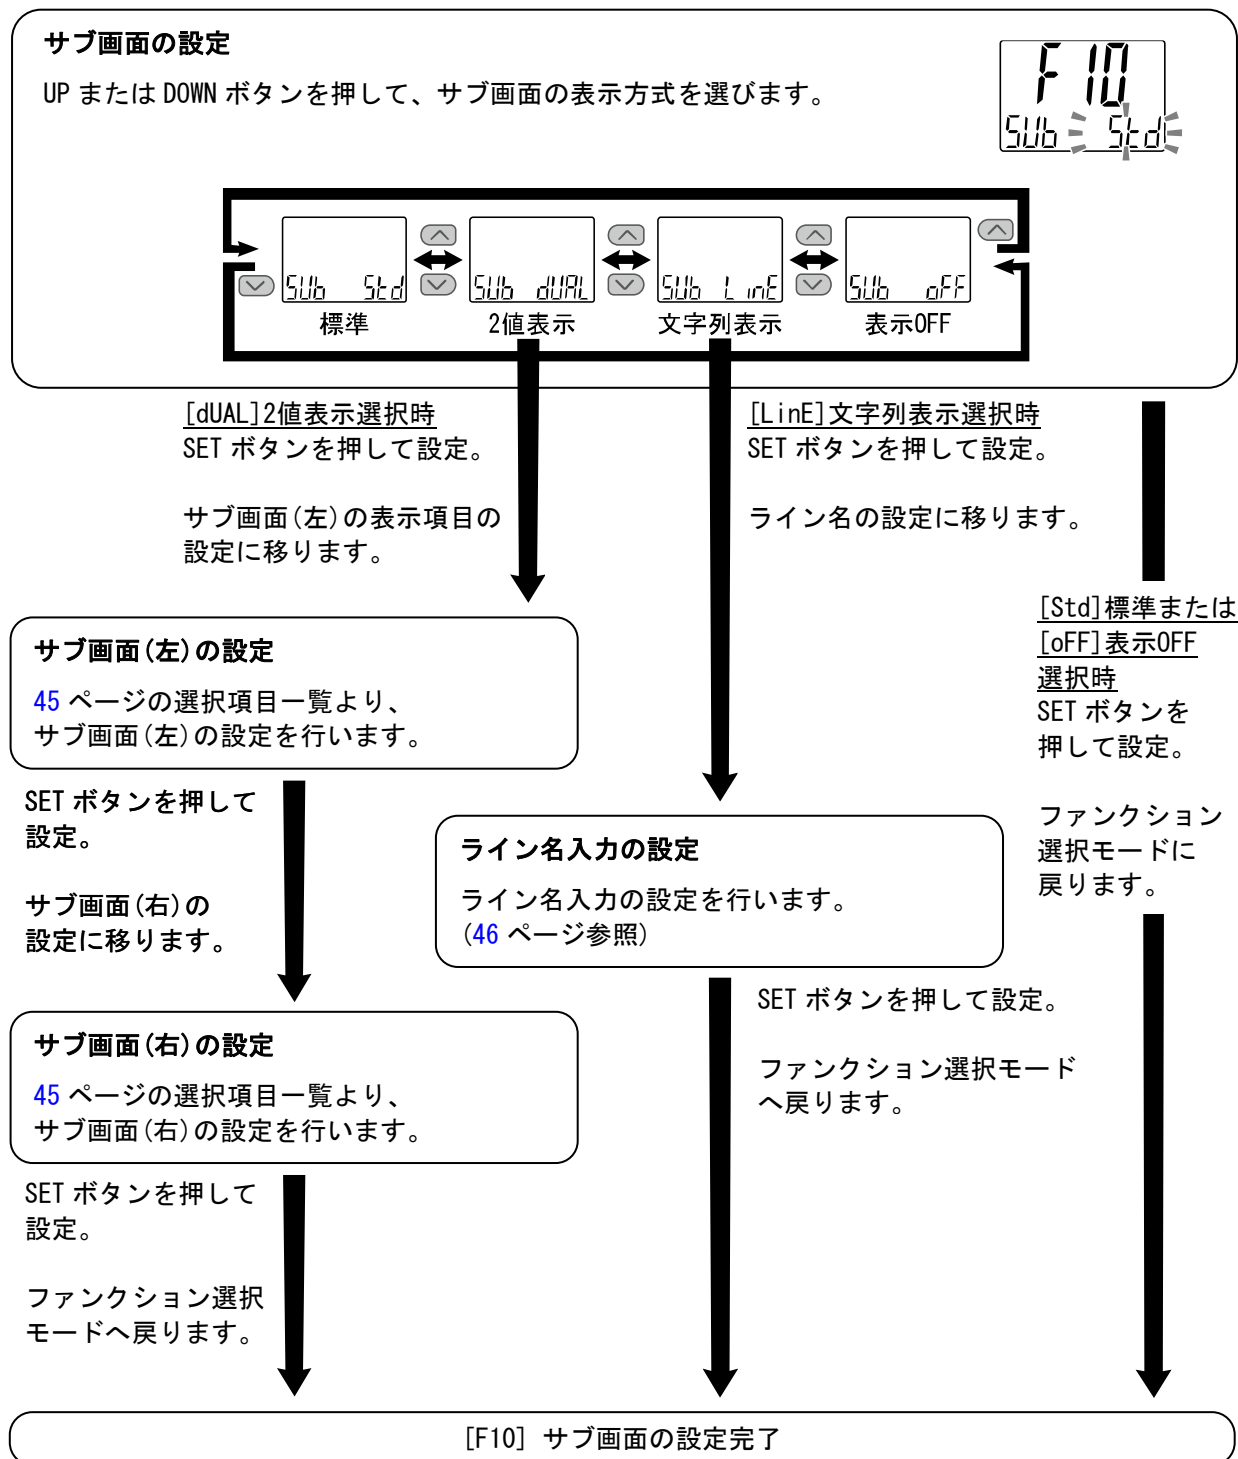 サブ画面の設定
UP または DOWN ボタンを押して、サブ画面の表示方式を選びます。
F10
SUb Std
SUb Std
SUb dUAL
SUb LinE
SUb oFF
標準
2値表示
文字列表示
表示OFF
[dUAL]2値表示選択時
SET ボタンを押して設定。
サブ画面(左)の表示項目の
設定に移ります。
[LinE]文字列表示選択時
SET ボタンを押して設定。
ライン名の設定に移ります。
[Std]標準または
[oFF]表示OFF
選択時
SET ボタンを
押して設定。
ファンクション
選択モードに
戻ります。
サブ画面(左)の設定
45 ページの選択項目一覧より、
サブ画面(左)の設定を行います。
SET ボタンを押して
設定。
サブ画面(右)の
設定に移ります。
ライン名入力の設定
ライン名入力の設定を行います。
(46 ページ参照)
サブ画面(右)の設定
45 ページの選択項目一覧より、
サブ画面(右)の設定を行います。
SET ボタンを押して設定。
ファンクション選択モード
へ戻ります。
SET ボタンを押して
設定。
ファンクション選択
モードへ戻ります。
[F10] サブ画面の設定完了